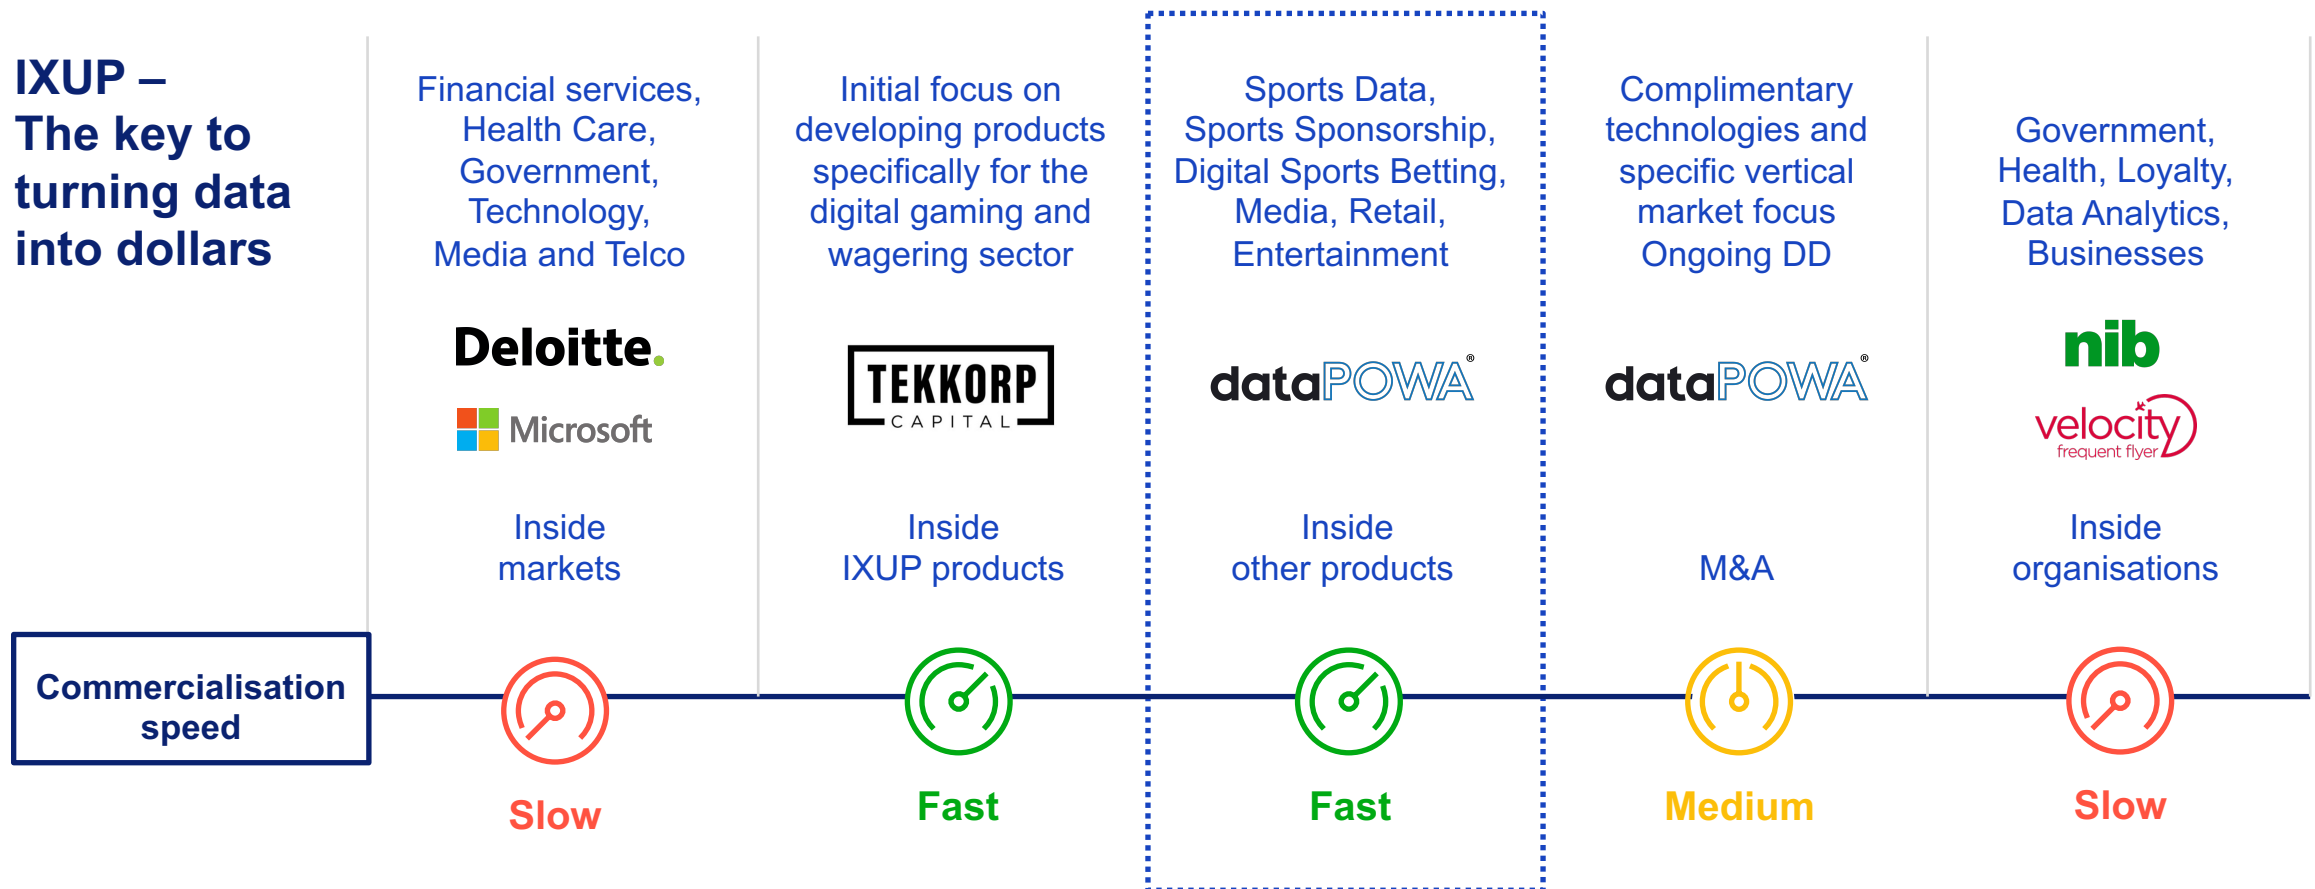 IXUP –
The key to
turning data
into dollars
Financial services,
Health Care,
Government,
Technology,
Media and Telco
Deloitte.
Microsoft
Inside
markets
Initial focus on
developing products
specifically for the
digital gaming and
wagering sector
TEKKORP
CAPITAL
Inside
IXUP products
Sports Data,
Sports Sponsorship,
Digital Sports Betting,
Media, Retail,
Entertainment
dataPOWA®
Inside
other products
Complimentary
technologies and
specific vertical
market focus
Ongoing DD
dataPOWA®
M&A
Government,
Health, Loyalty,
Data Analytics,
Businesses
nib
velocity
frequent flyer
Inside
organisations
Commercialisation
speed
Slow
Fast
Fast
Medium
Slow